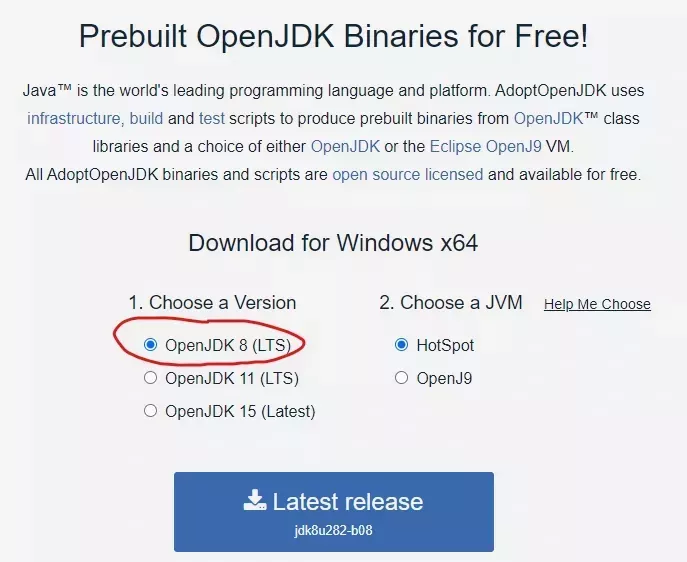 Prebuilt OpenJDK Binaries for Free!
Java™ is the world's leading programming language and platform. AdoptOpenJDK uses
infrastructure, build and test scripts to produce prebuilt binaries from OpenJDK™ class
libraries and a choice of either OpenJDK or the Eclipse OpenJ9 VM.
All AdoptOpenJDK binaries and scripts are open source licensed and available for free.
Download for Windows x64
1. Choose a Version
2. Choose a JVM Help Me Choose
OpenJDK 8 (LTS)
HotSpot
OpenJDK 11 (LTS)
OpenJ9
OpenJDK 15 (Latest)
Latest release
jdk8u282-b08